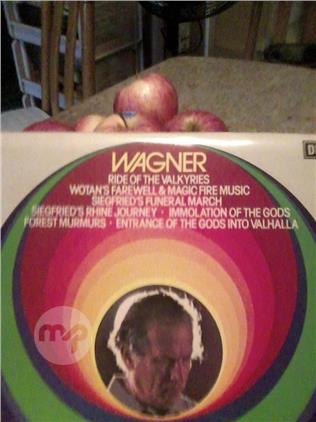 WAGNER
RIDE OF THE VALKYRIES
WOTAN'S FAREWELL & MAGIC FIRE MUSIC
SIEGFRIED'S FUNERAL MARCH
SIEGFRIED'S RHINE JOURNEY · IMMOLATION OF THE GODS
FOREST MURMURS · ENTRANCE OF THE GODS INTO VALHALLA